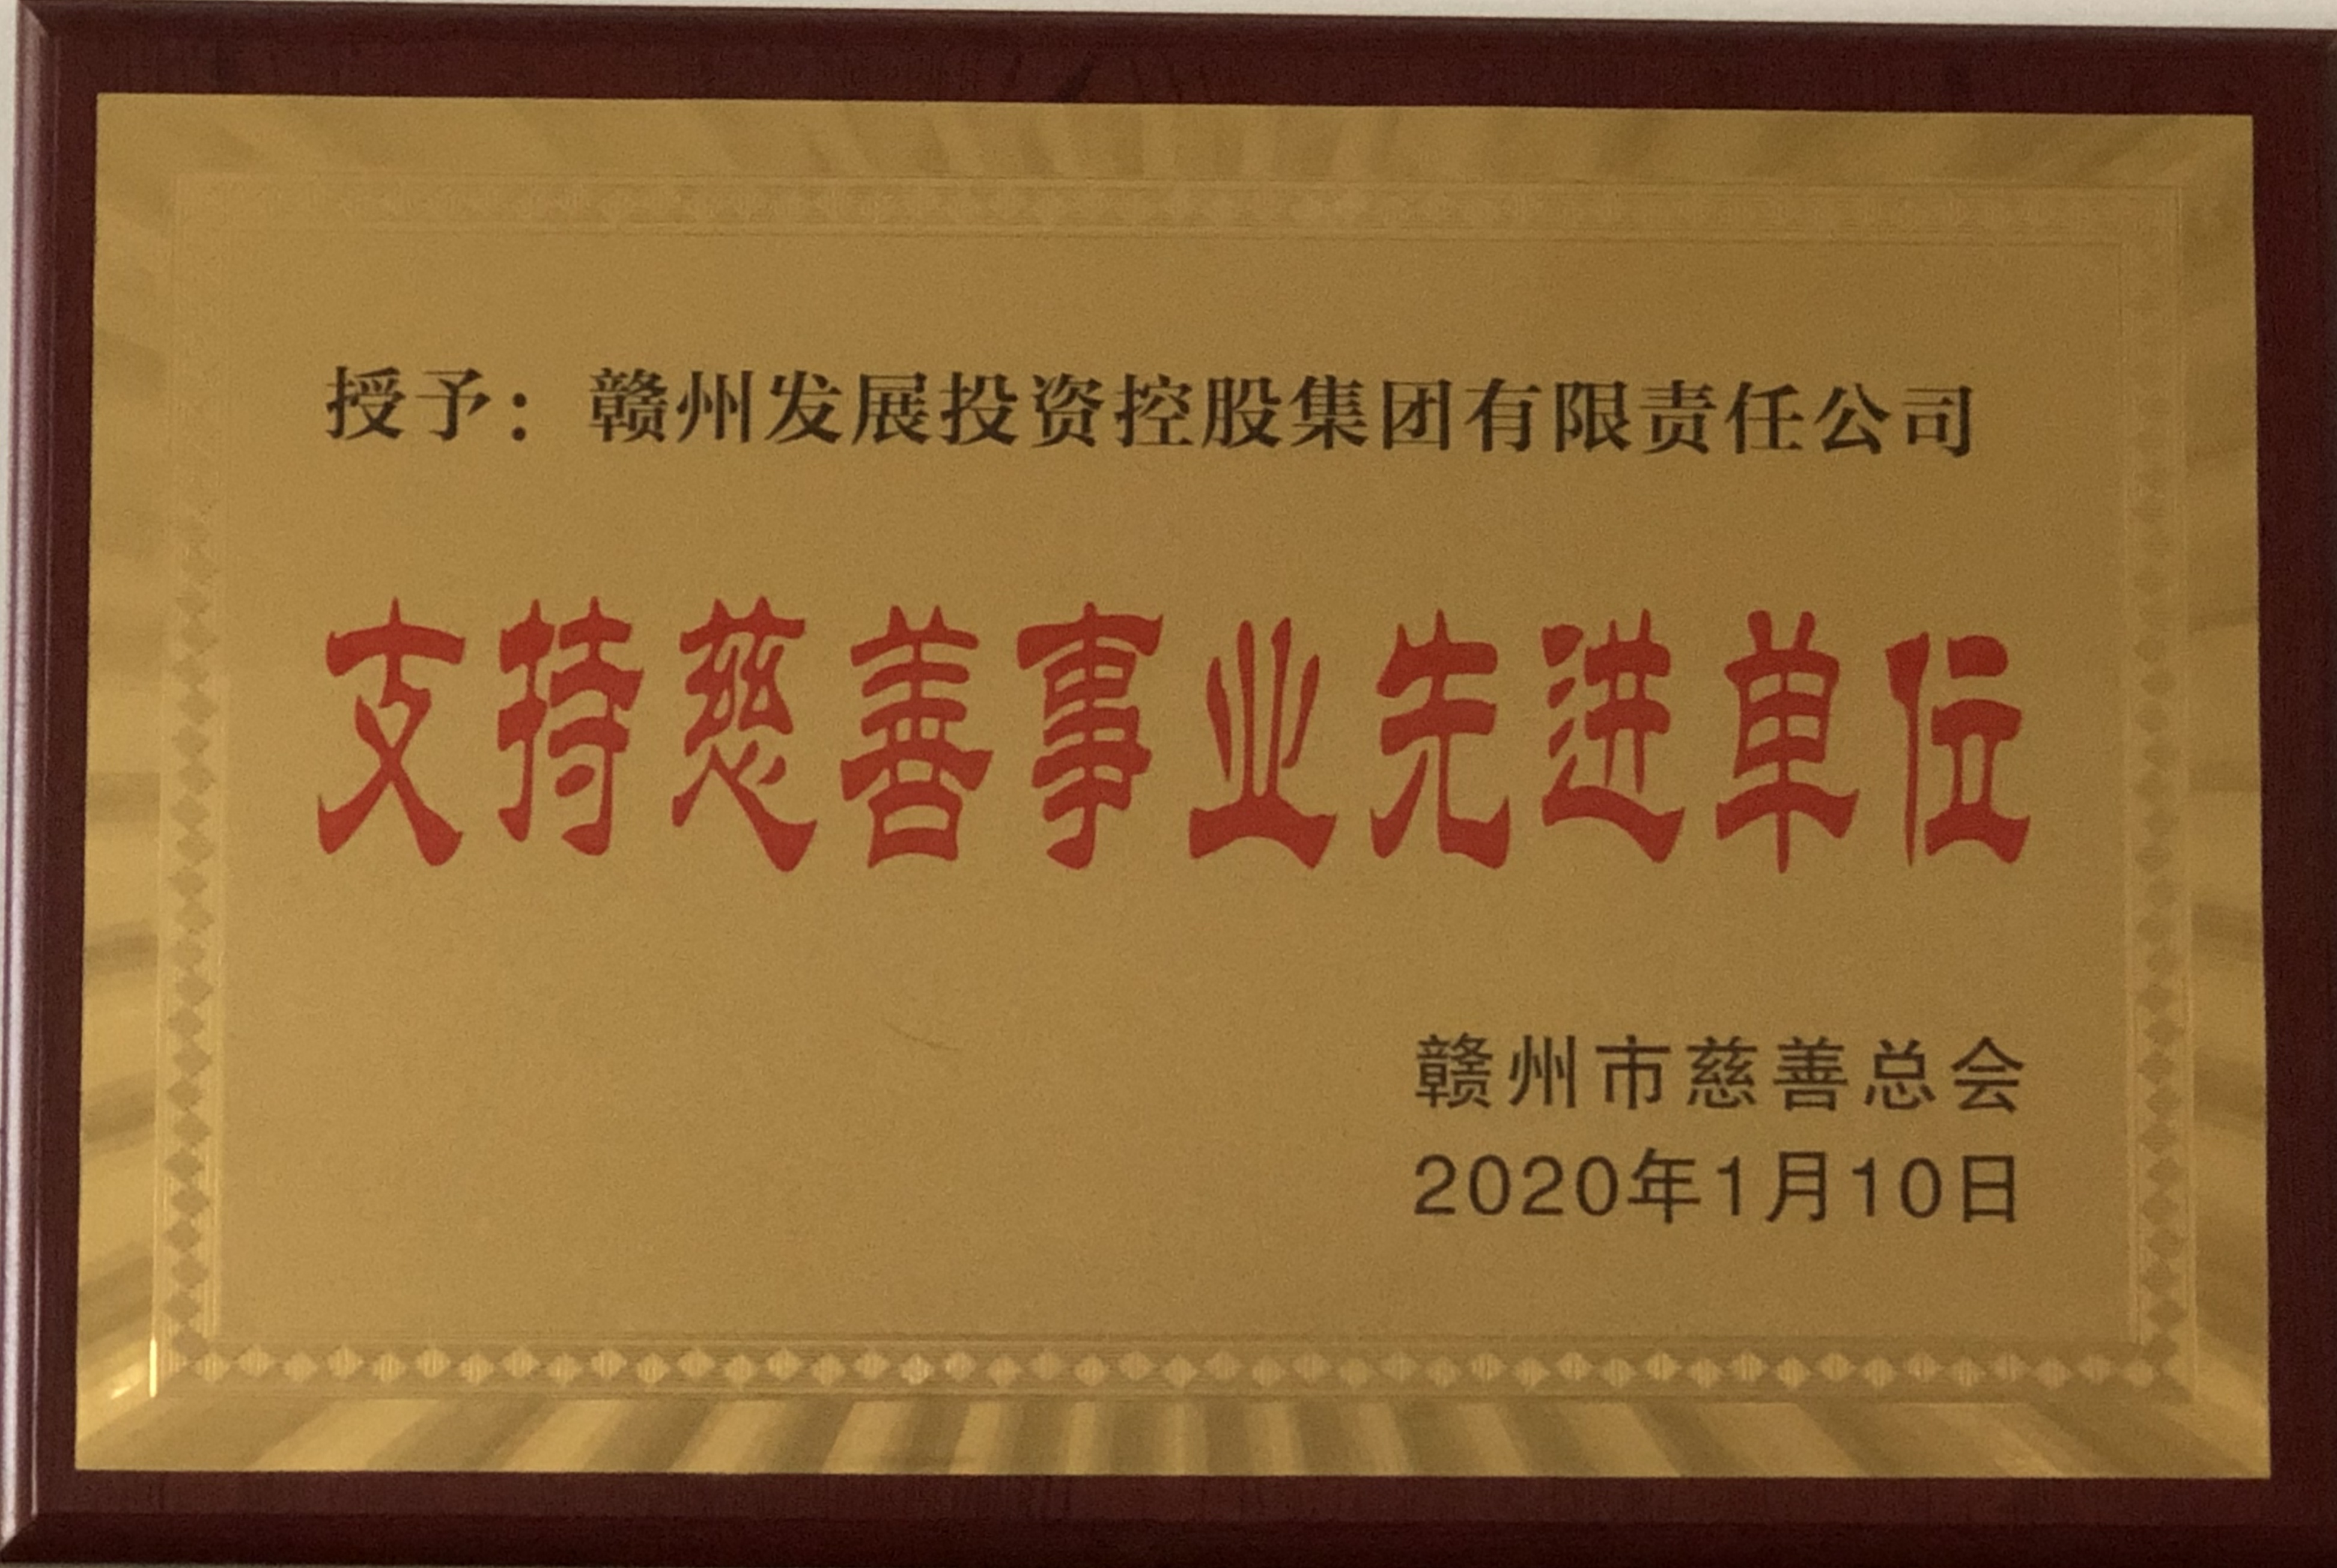 授予：赣州发展投资控股集团有限责任公司
支持慈善事业先进单位
赣州市慈善总会
2020年1月10日